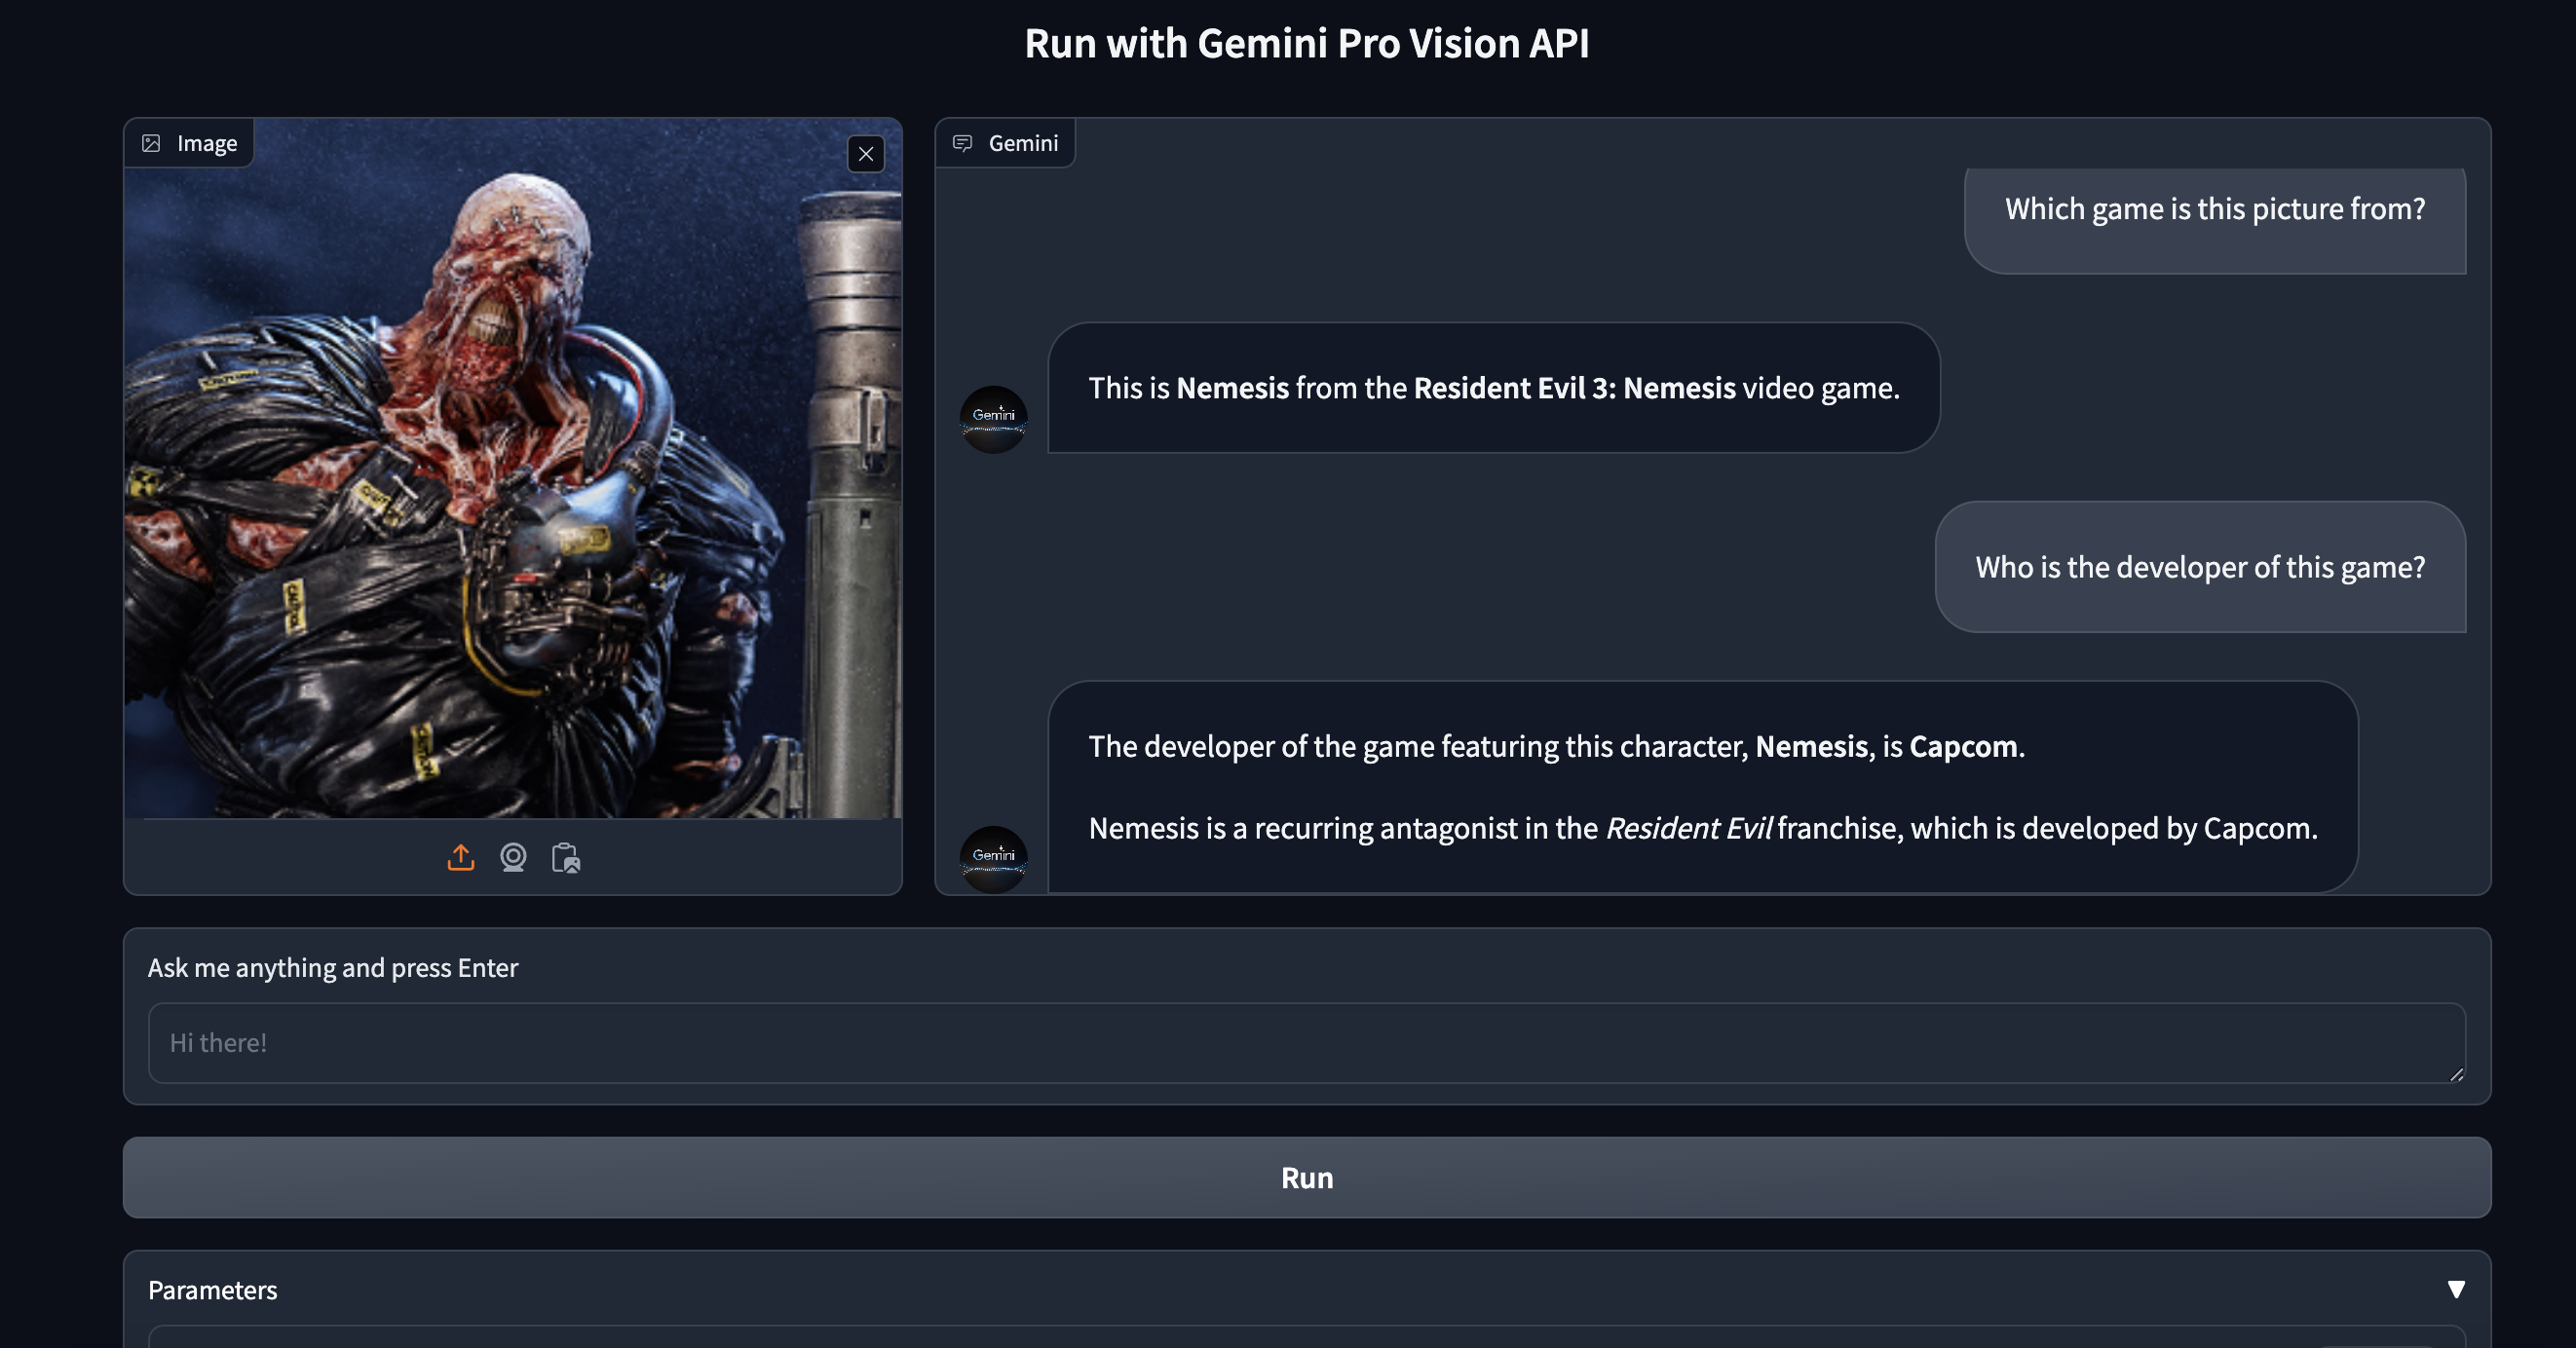 Run with Gemini Pro Vision API
Image
Gemini
Which game is this picture from?
This is Nemesis from the Resident Evil 3: Nemesis video game.
Gemini
Who is the developer of this game?
The developer of the game featuring this character, Nemesis, is Capcom.
Nemesis is a recurring antagonist in the Resident Evil franchise, which is developed by Capcom.
Gemini
Ask me anything and press Enter
Hi there!
Run
Parameters